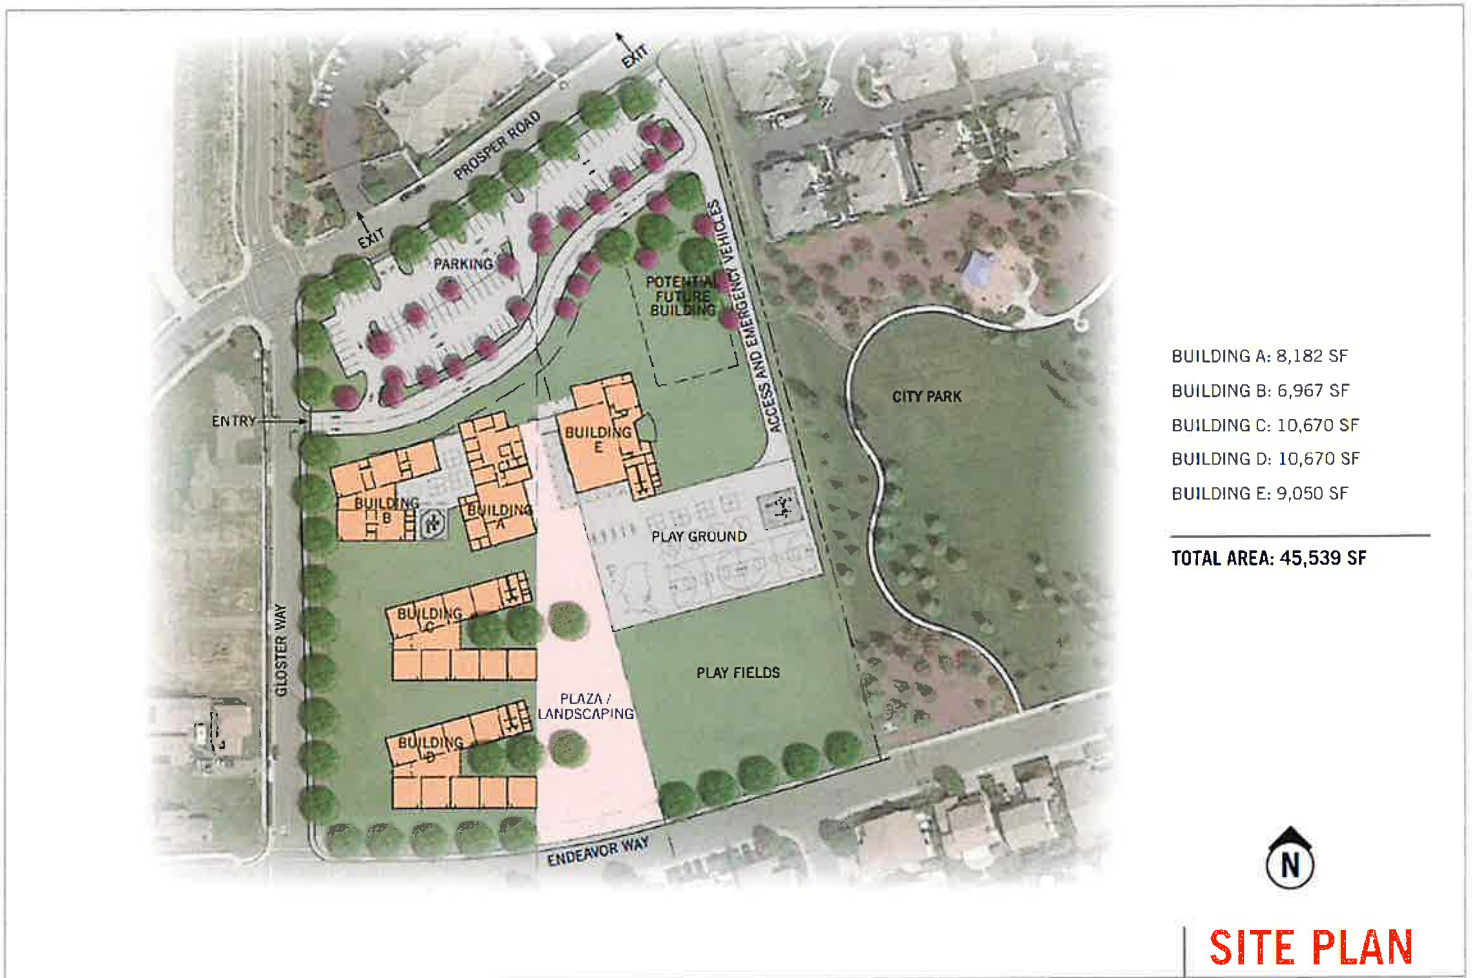 EXIT
PROSPER ROAD
EXIT
PARKING
ACCESS AND EMERGENCY VEHICLES
POTENTIAL
FUTURE
BUILDING
ENTRY
CITY PARK
BUILDING
E
BUILDING
B
BUILDING
A
PLAY GROUND
BUILDING
C
GLOSTER WAY
PLAY FIELDS
PLAZA /
LANDSCAPING
BUILDING
D
ENDEAVOR WAY
BUILDING A: 8,182 SF
BUILDING B: 6,967 SF
BUILDING C: 10,670 SF
BUILDING D: 10,670 SF
BUILDING E: 9,050 SF
TOTAL AREA: 45,539 SF
N
SITE PLAN